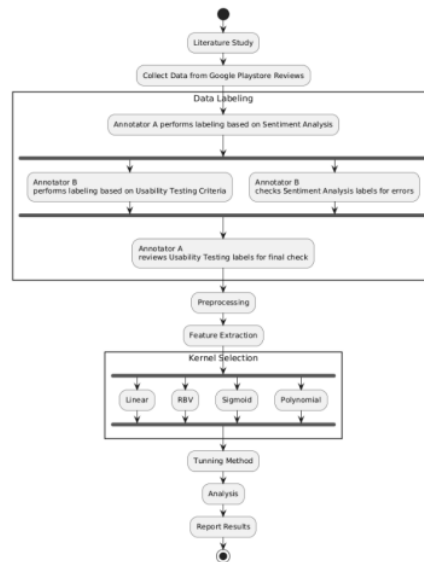 Literature Study
Collect Data from Google Playstore Reviews
Data Labeling
Annotator A performs labeling based on Sentiment Analysis
Annotator B
performs labeling based on Usability Testing Criteria
Annotator B
checks Sentiment Analysis labels for errors
Annotator A
reviews Usability Testing labels for final check
Preprocessing
Feature Extraction
Kernel Selection
Linear
RBV
Sigmoid
Polynomial
Tunning Method
Analysis
Report Results